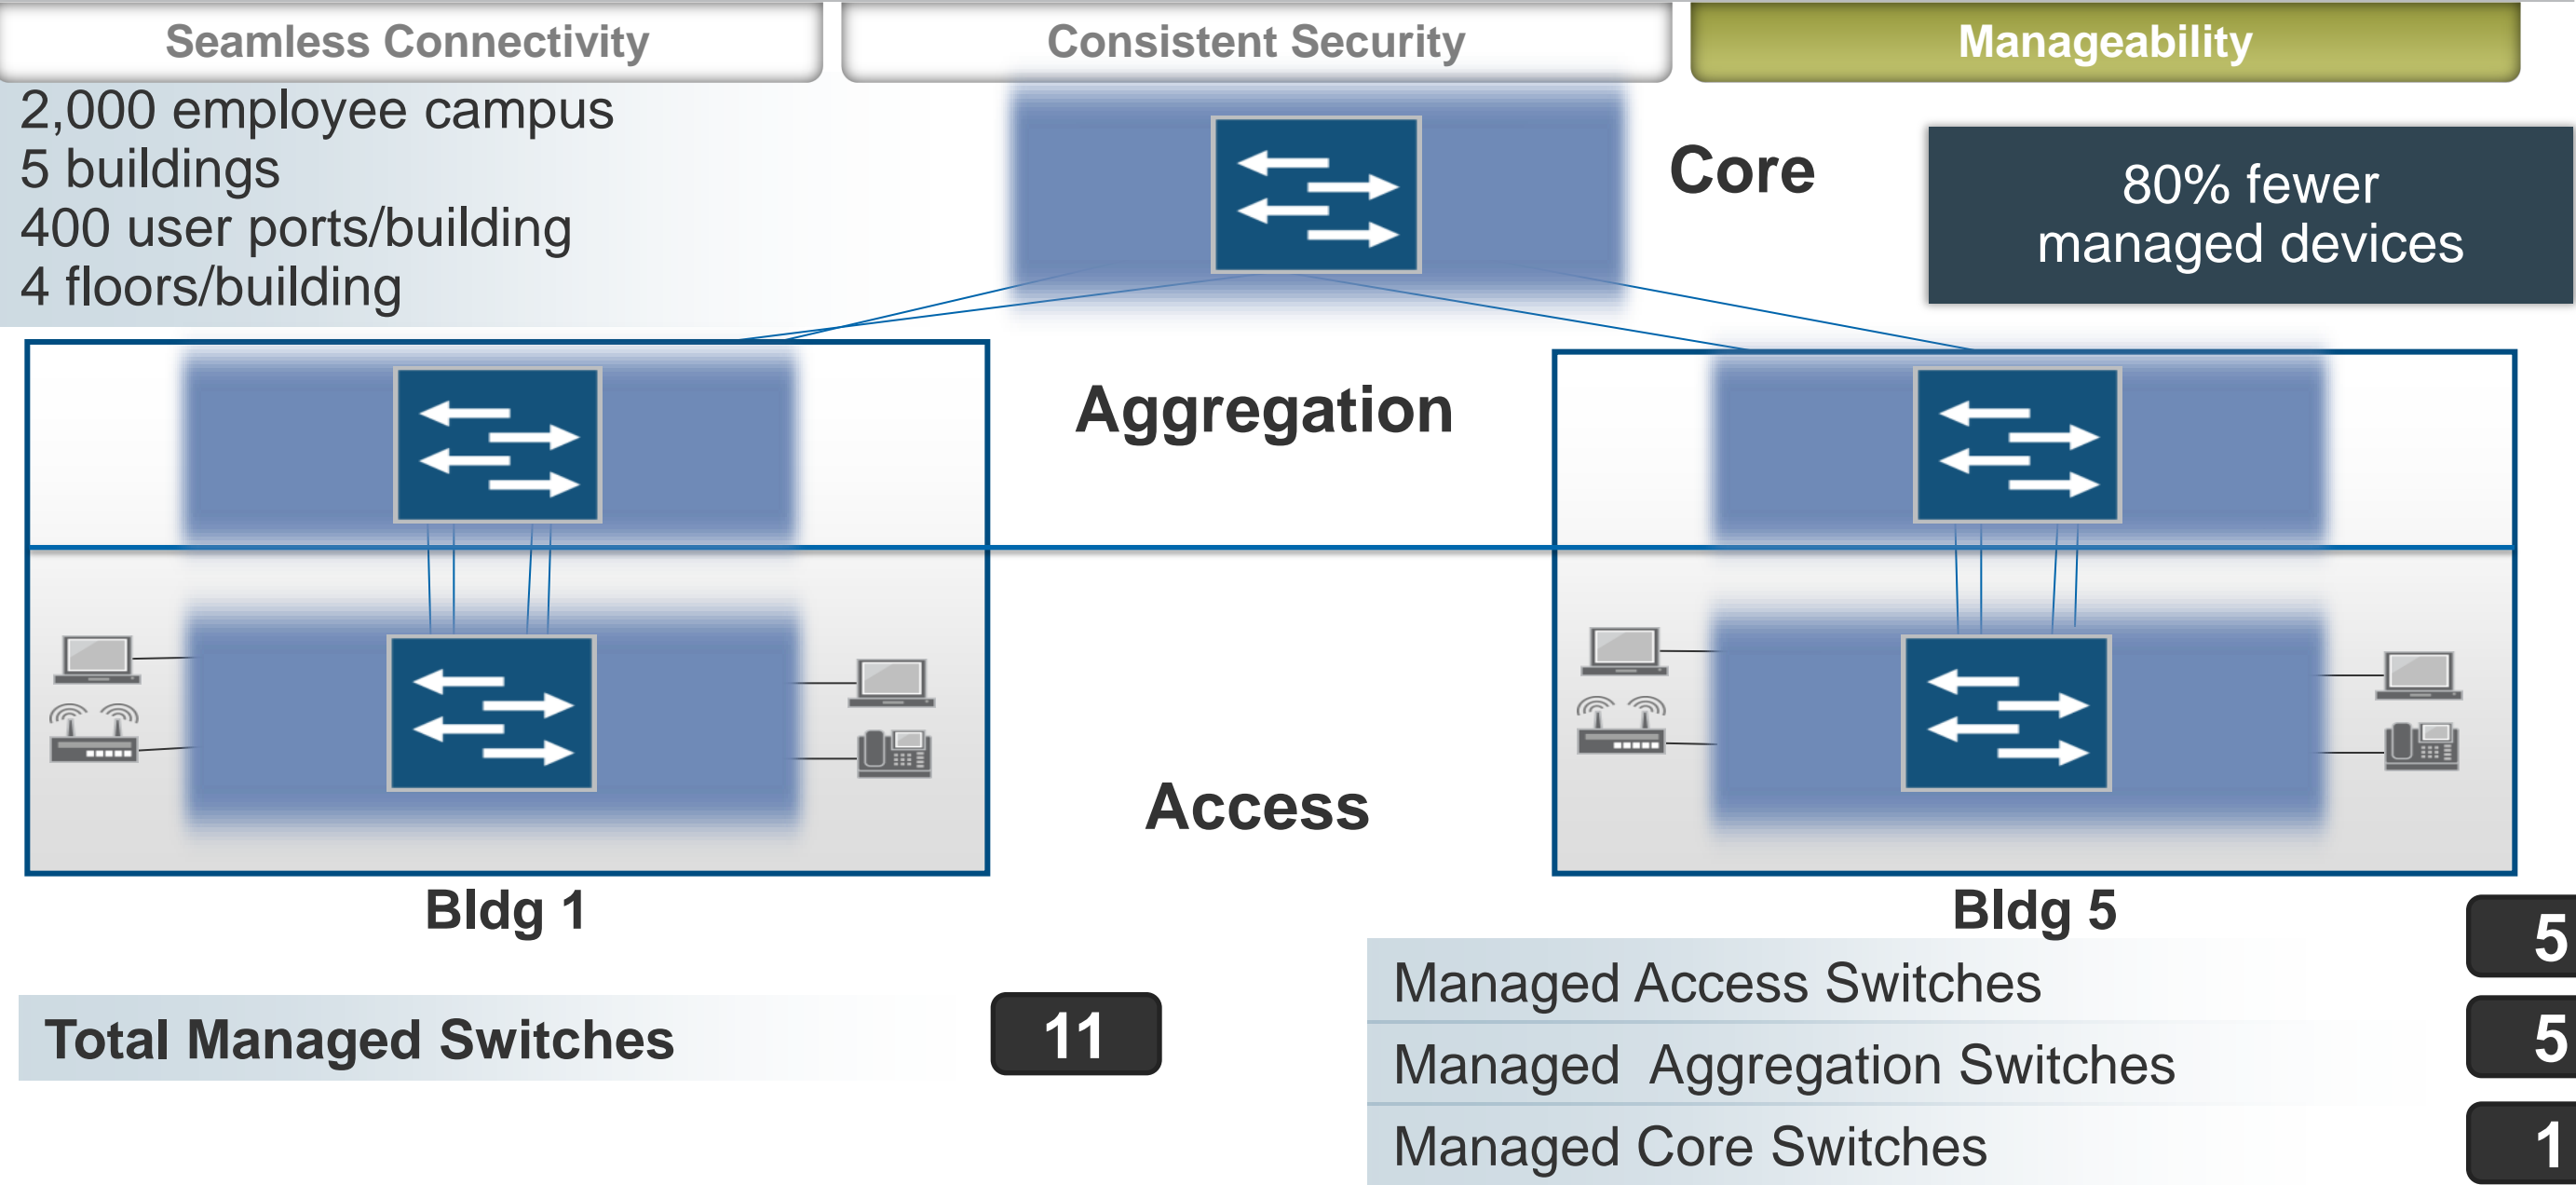 Seamless Connectivity
Consistent Security
Manageability
2,000 employee campus
5 buildings
400 user ports/building
4 floors/building
Core
80% fewer
managed devices
Aggregation
Access
Bldg 1
Bldg 5
Total Managed Switches
11
Managed Access Switches
5
Managed Aggregation Switches
5
Managed Core Switches
1